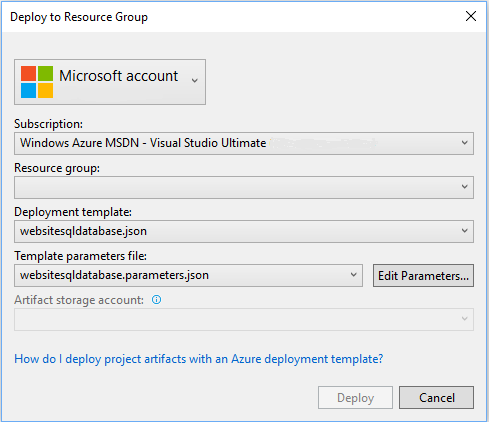 Deploy to Resource Group
Microsoft account
Subscription:
Windows Azure MSDN - Visual Studio Ultimate
Resource group:
Deployment template:
websitesqldatabase.json
Template parameters file:
websitesqldatabase.parameters.json
Edit Parameters...
Artifact storage account:
How do I deploy project artifacts with an Azure deployment template?
Deploy
Cancel